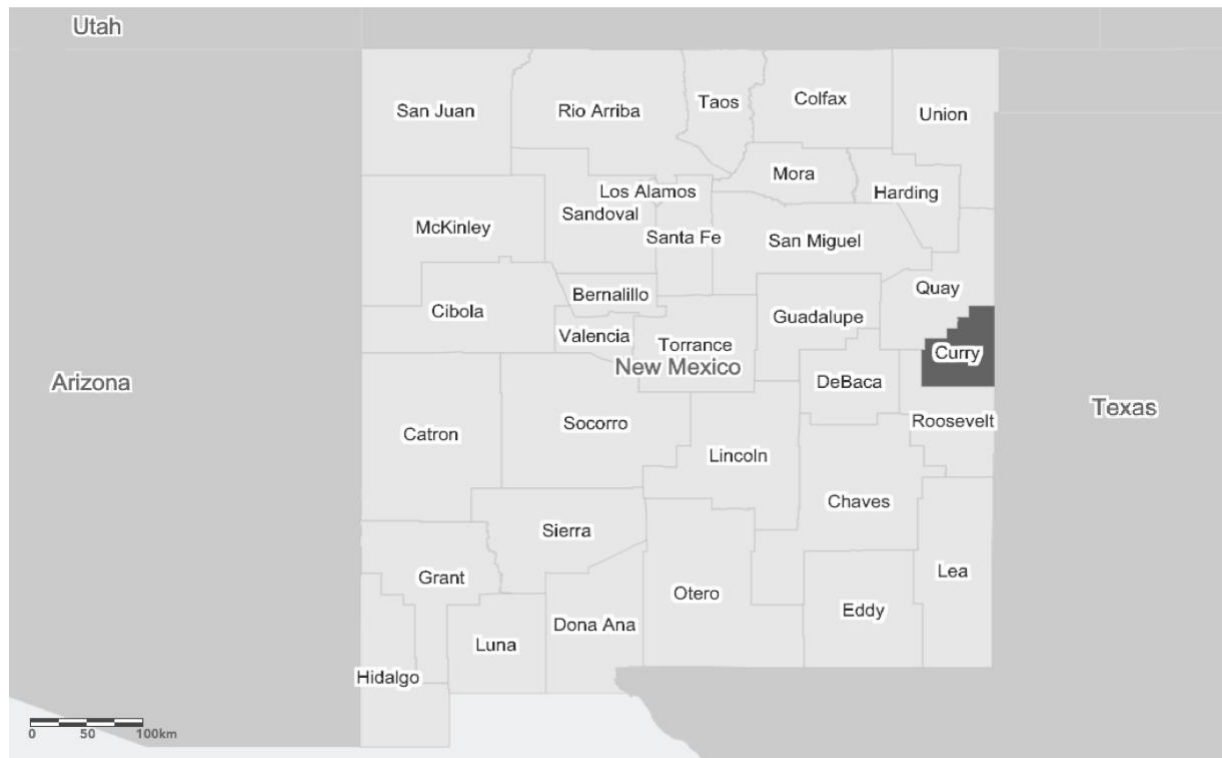 Utah
San Juan
Rio Arriba
Taos
Colfax
Union
Mora
Los Alamos
Harding
Sandoval
McKinley
Santa Fe
San Miguel
Quay
Bernalillo
Cibola
Guadalupe
Valencia
Torrance
Curry
New Mexico
Arizona
DeBaca
Texas
Roosevelt
Socorro
Catron
Lincoln
Chaves
Sierra
Lea
Grant
Otero
Eddy
Dona Ana
Luna
Hidalgo
0 50 100km